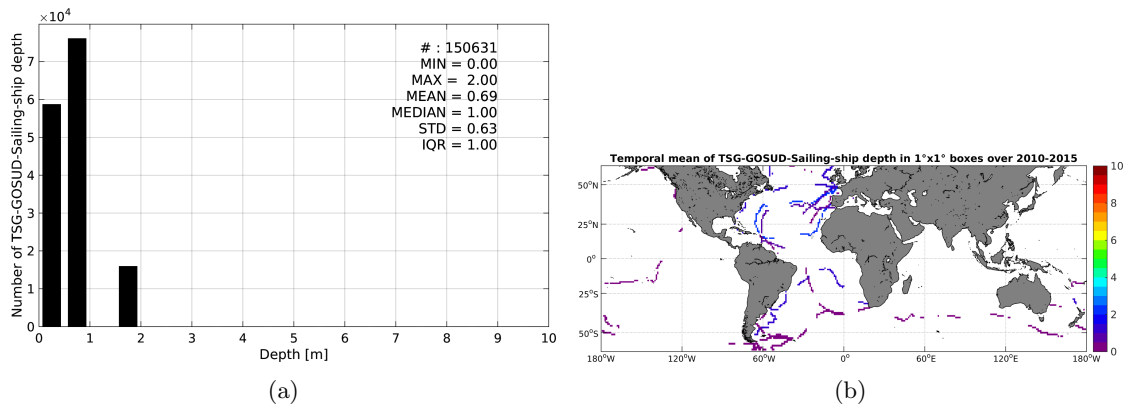 ×10⁴
7
6
5
4
3
2
1
0
Number of TSG-GOSUD-Sailing-ship depth
# : 150631
MIN = 0.00
MAX = 2.00
MEAN = 0.69
MEDIAN = 1.00
STD = 0.63
IQR = 1.00
0 1 2 3 4 5 6 7 8 9 10
Depth [m]
(a)
Temporal mean of TSG-GOSUD-Sailing-ship depth in 1°x1° boxes over 2010-2015
50°N
25°N
0°
25°S
50°S
180°W 120°W 60°W 0° 60°E 120°E 180°W
10
8
6
4
2
0
(b)